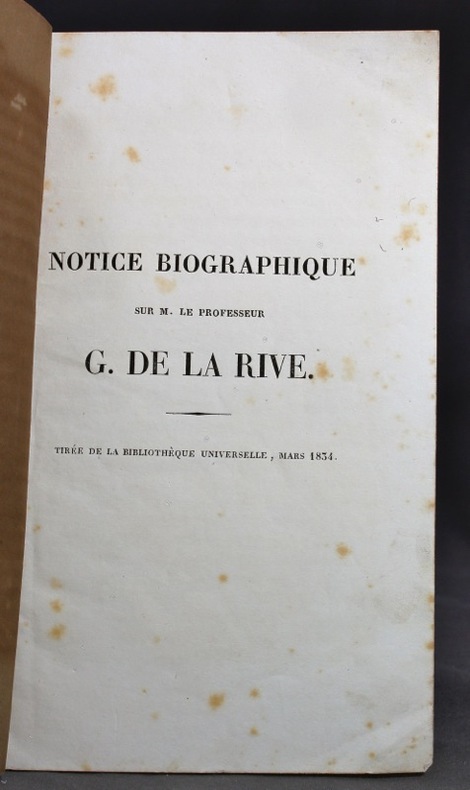 NOTICE BIOGRAPHIQUE
SUR M. LE PROFESSEUR
G. DE LA RIVE.
TIRÉE DE LA BIBLIOTHÈQUE UNIVERSELLE, MARS 1834.